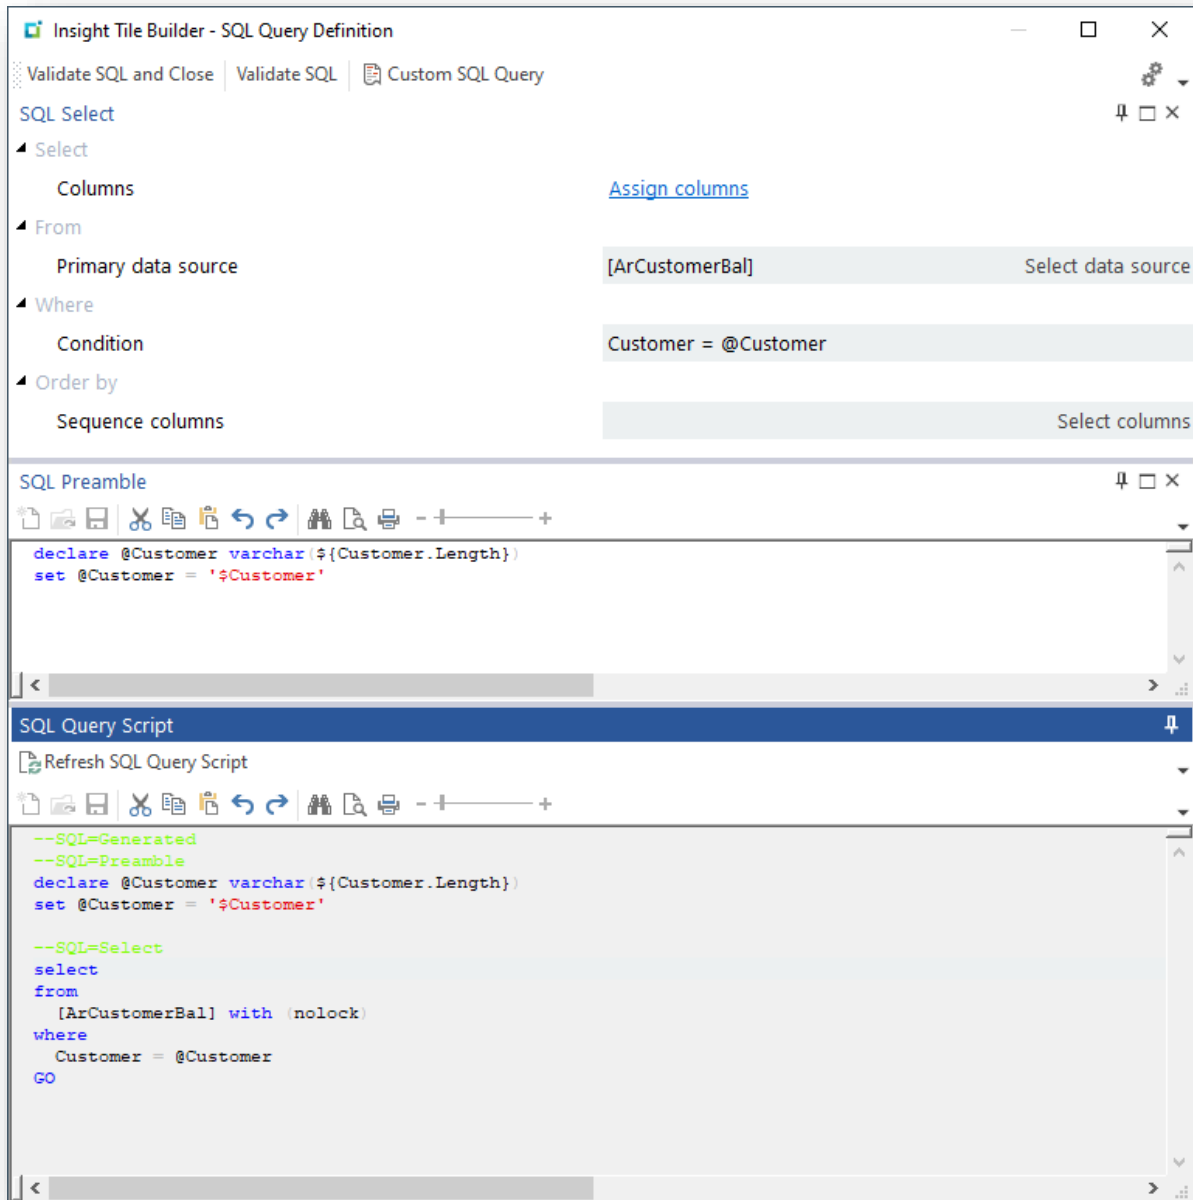 Insight Tile Builder - SQL Query Definition
Validate SQL and Close Validate SQL Custom SQL Query
SQL Select
Select
Columns Assign columns
From
Primary data source [ArCustomerBal] Select data source
Where
Condition Customer = @Customer
Order by
Sequence columns Select columns
SQL Preamble
declare @Customer varchar(${Customer.Length})
set @Customer = '$Customer'
SQL Query Script
Refresh SQL Query Script
--SQL=Generated
--SQL=Preamble
declare @Customer varchar(${Customer.Length})
set @Customer = '$Customer'
--SQL=Select
select
from
[ArCustomerBal] with (nolock)
where
Customer = @Customer
GO